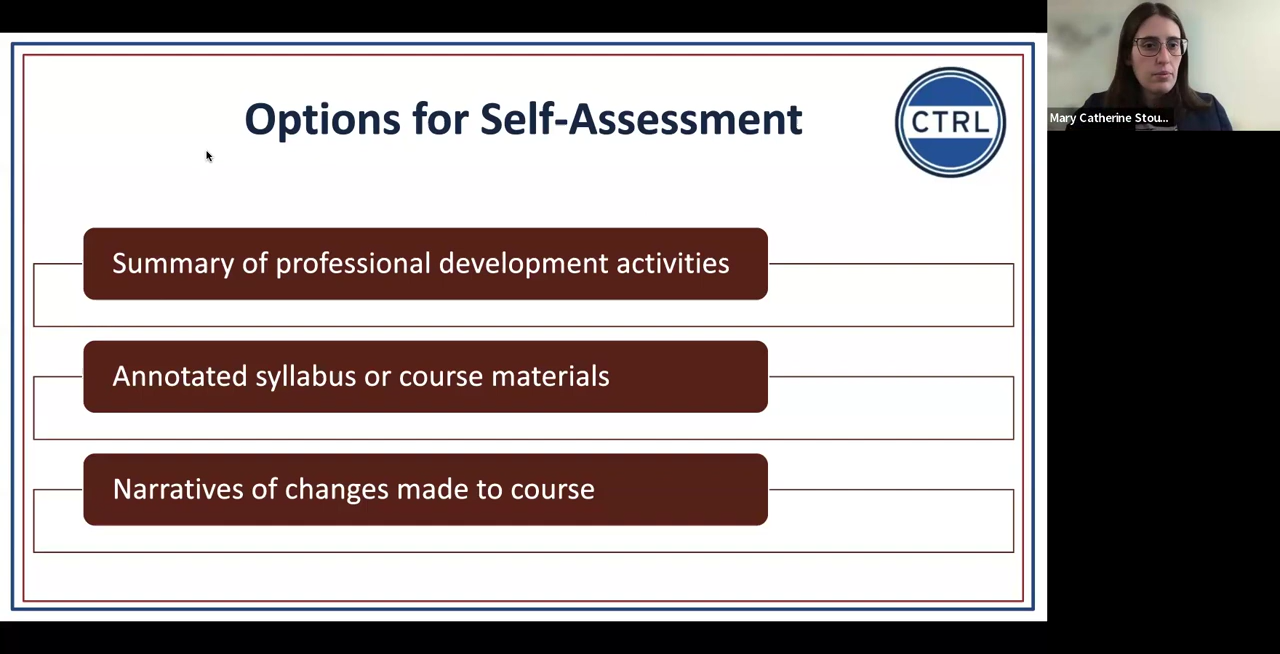 Options for Self-Assessment
CTRL
Mary Catherine Stou...
Summary of professional development activities
Annotated syllabus or course materials
Narratives of changes made to course